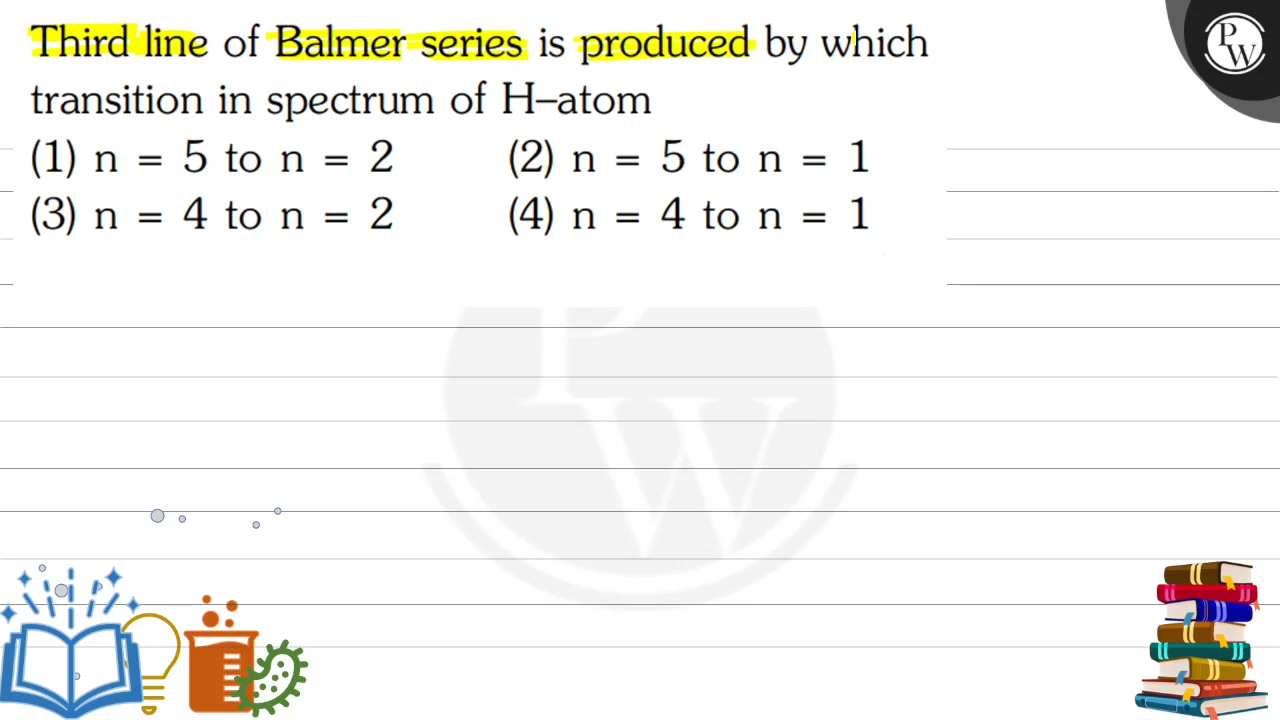 Third line of Balmer series is produced by which
transition in spectrum of H–atom
(1) n = 5 to n = 2 (2) n = 5 to n = 1
(3) n = 4 to n = 2 (4) n = 4 to n = 1
P
W
P
W